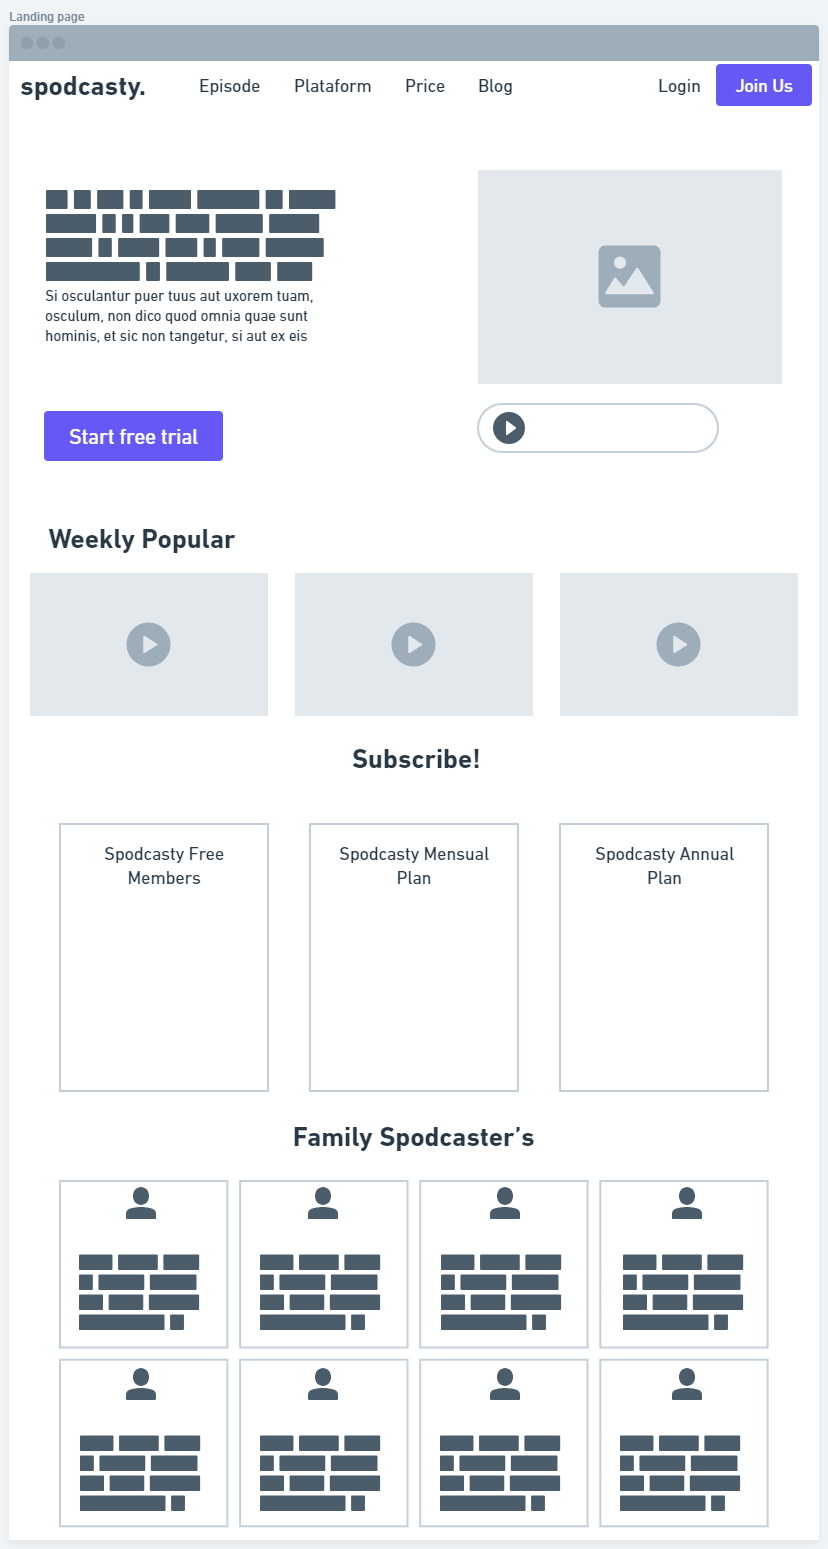 Landing page
spodcasty. Episode Plataform Price Blog Login Join Us
Si osculantur puer tuus aut uxorem tuam,
osculum, non dico quod omnia quae sunt
hominis, et sic non tangetur, si aut ex eis
Start free trial
Weekly Popular
Subscribe!
Spodcasty Free
Members
Spodcasty Mensual
Plan
Spodcasty Annual
Plan
Family Spodcaster’s